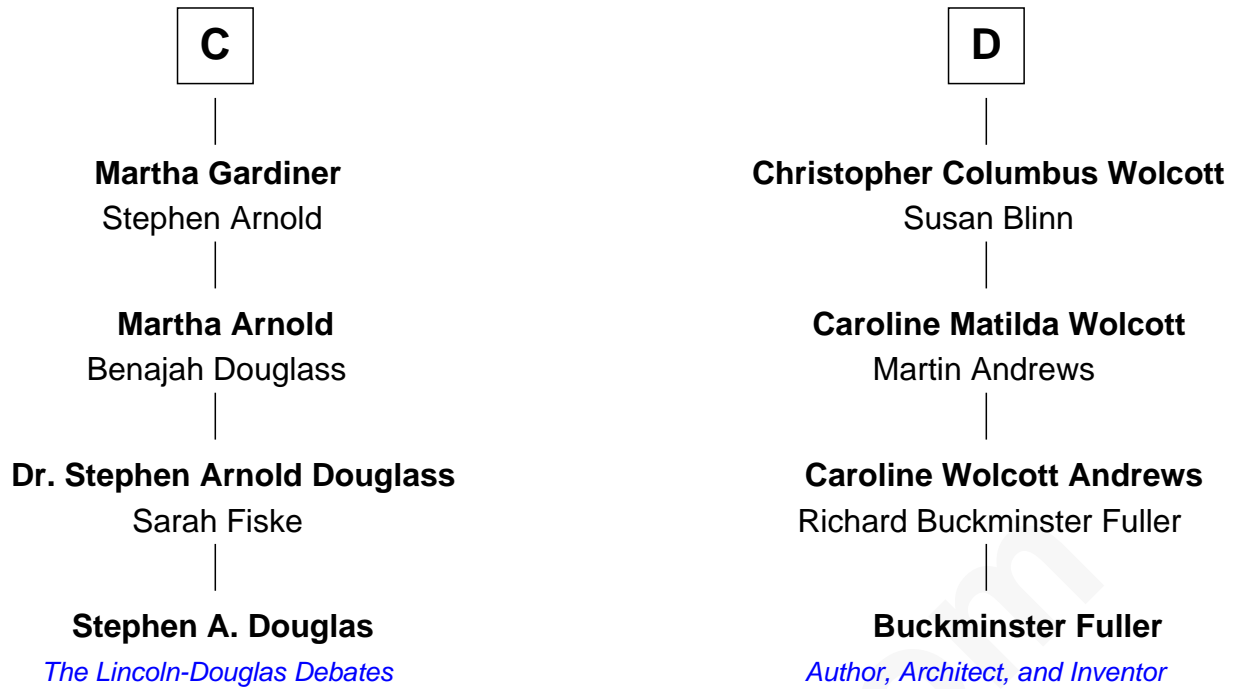 C
Martha Gardiner
Stephen Arnold
Martha Arnold
Benajah Douglass
Dr. Stephen Arnold Douglass
Sarah Fiske
Stephen A. Douglas
The Lincoln-Douglas Debates
D
Christopher Columbus Wolcott
Susan Blinn
Caroline Matilda Wolcott
Martin Andrews
Caroline Wolcott Andrews
Richard Buckminster Fuller
Buckminster Fuller
Author, Architect, and Inventor